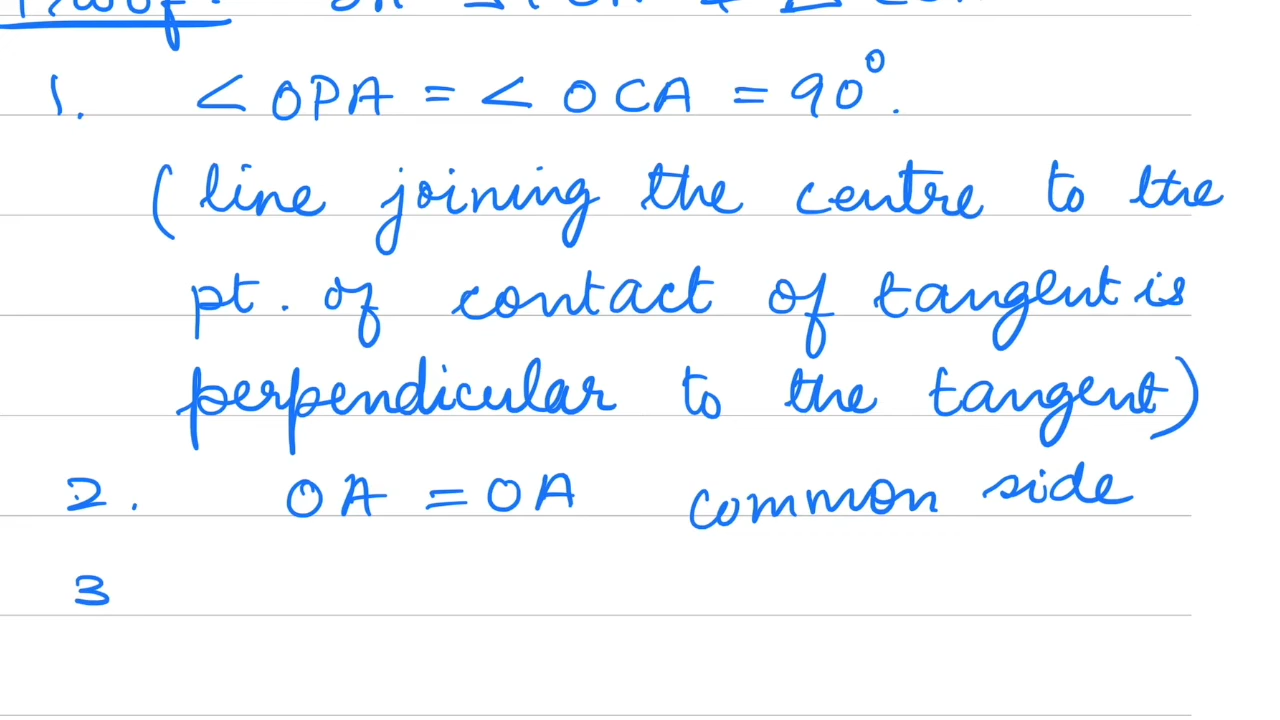 Proof:
1. < OPA = < OCA = 90°.
(line joining the centre to the
pt. of contact of tangent is
perpendicular to the tangent)
2. OA = OA common side
3